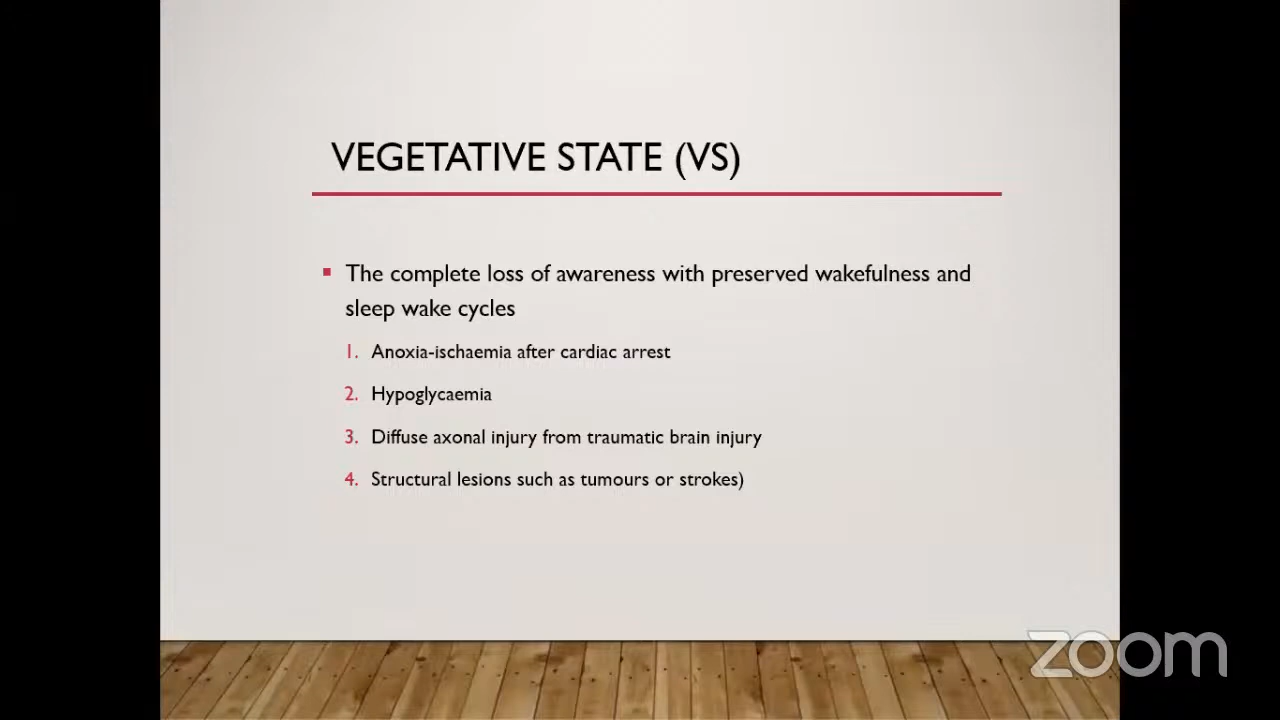 VEGETATIVE STATE (VS)
▪ The complete loss of awareness with preserved wakefulness and
sleep wake cycles
1. Anoxia-ischaemia after cardiac arrest
2. Hypoglycaemia
3. Diffuse axonal injury from traumatic brain injury
4. Structural lesions such as tumours or strokes)
zoom